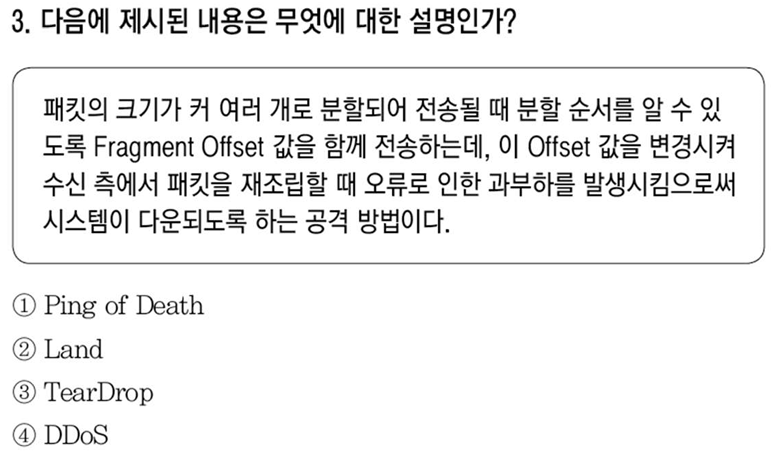 3. 다음에 제시된 내용은 무엇에 대한 설명인가?
패킷의 크기가 커 여러 개로 분할되어 전송될 때 분할 순서를 알 수 있
도록 Fragment Offset 값을 함께 전송하는데, 이 Offset 값을 변경시켜
수신 측에서 패킷을 재조립할 때 오류로 인한 과부하를 발생시킴으로써
시스템이 다운되도록 하는 공격 방법이다.
① Ping of Death
② Land
③ TearDrop
④ DDoS